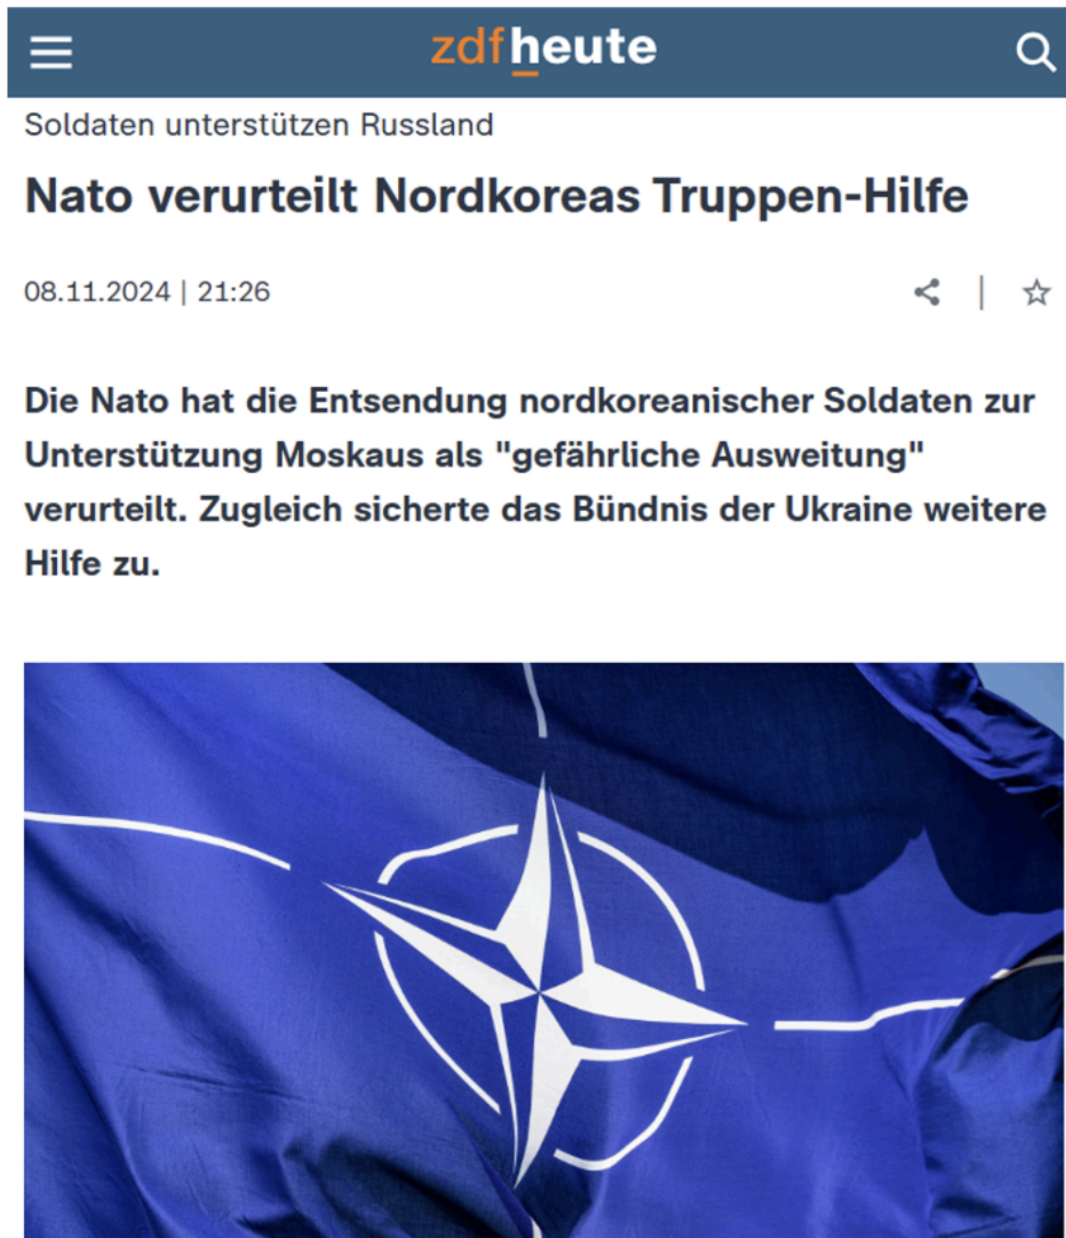 zdfheute
Soldaten unterstützen Russland
Nato verurteilt Nordkoreas Truppen-Hilfe
08.11.2024 | 21:26
Die Nato hat die Entsendung nordkoreanischer Soldaten zur
Unterstützung Moskaus als "gefährliche Ausweitung"
verurteilt. Zugleich sicherte das Bündnis der Ukraine weitere
Hilfe zu.